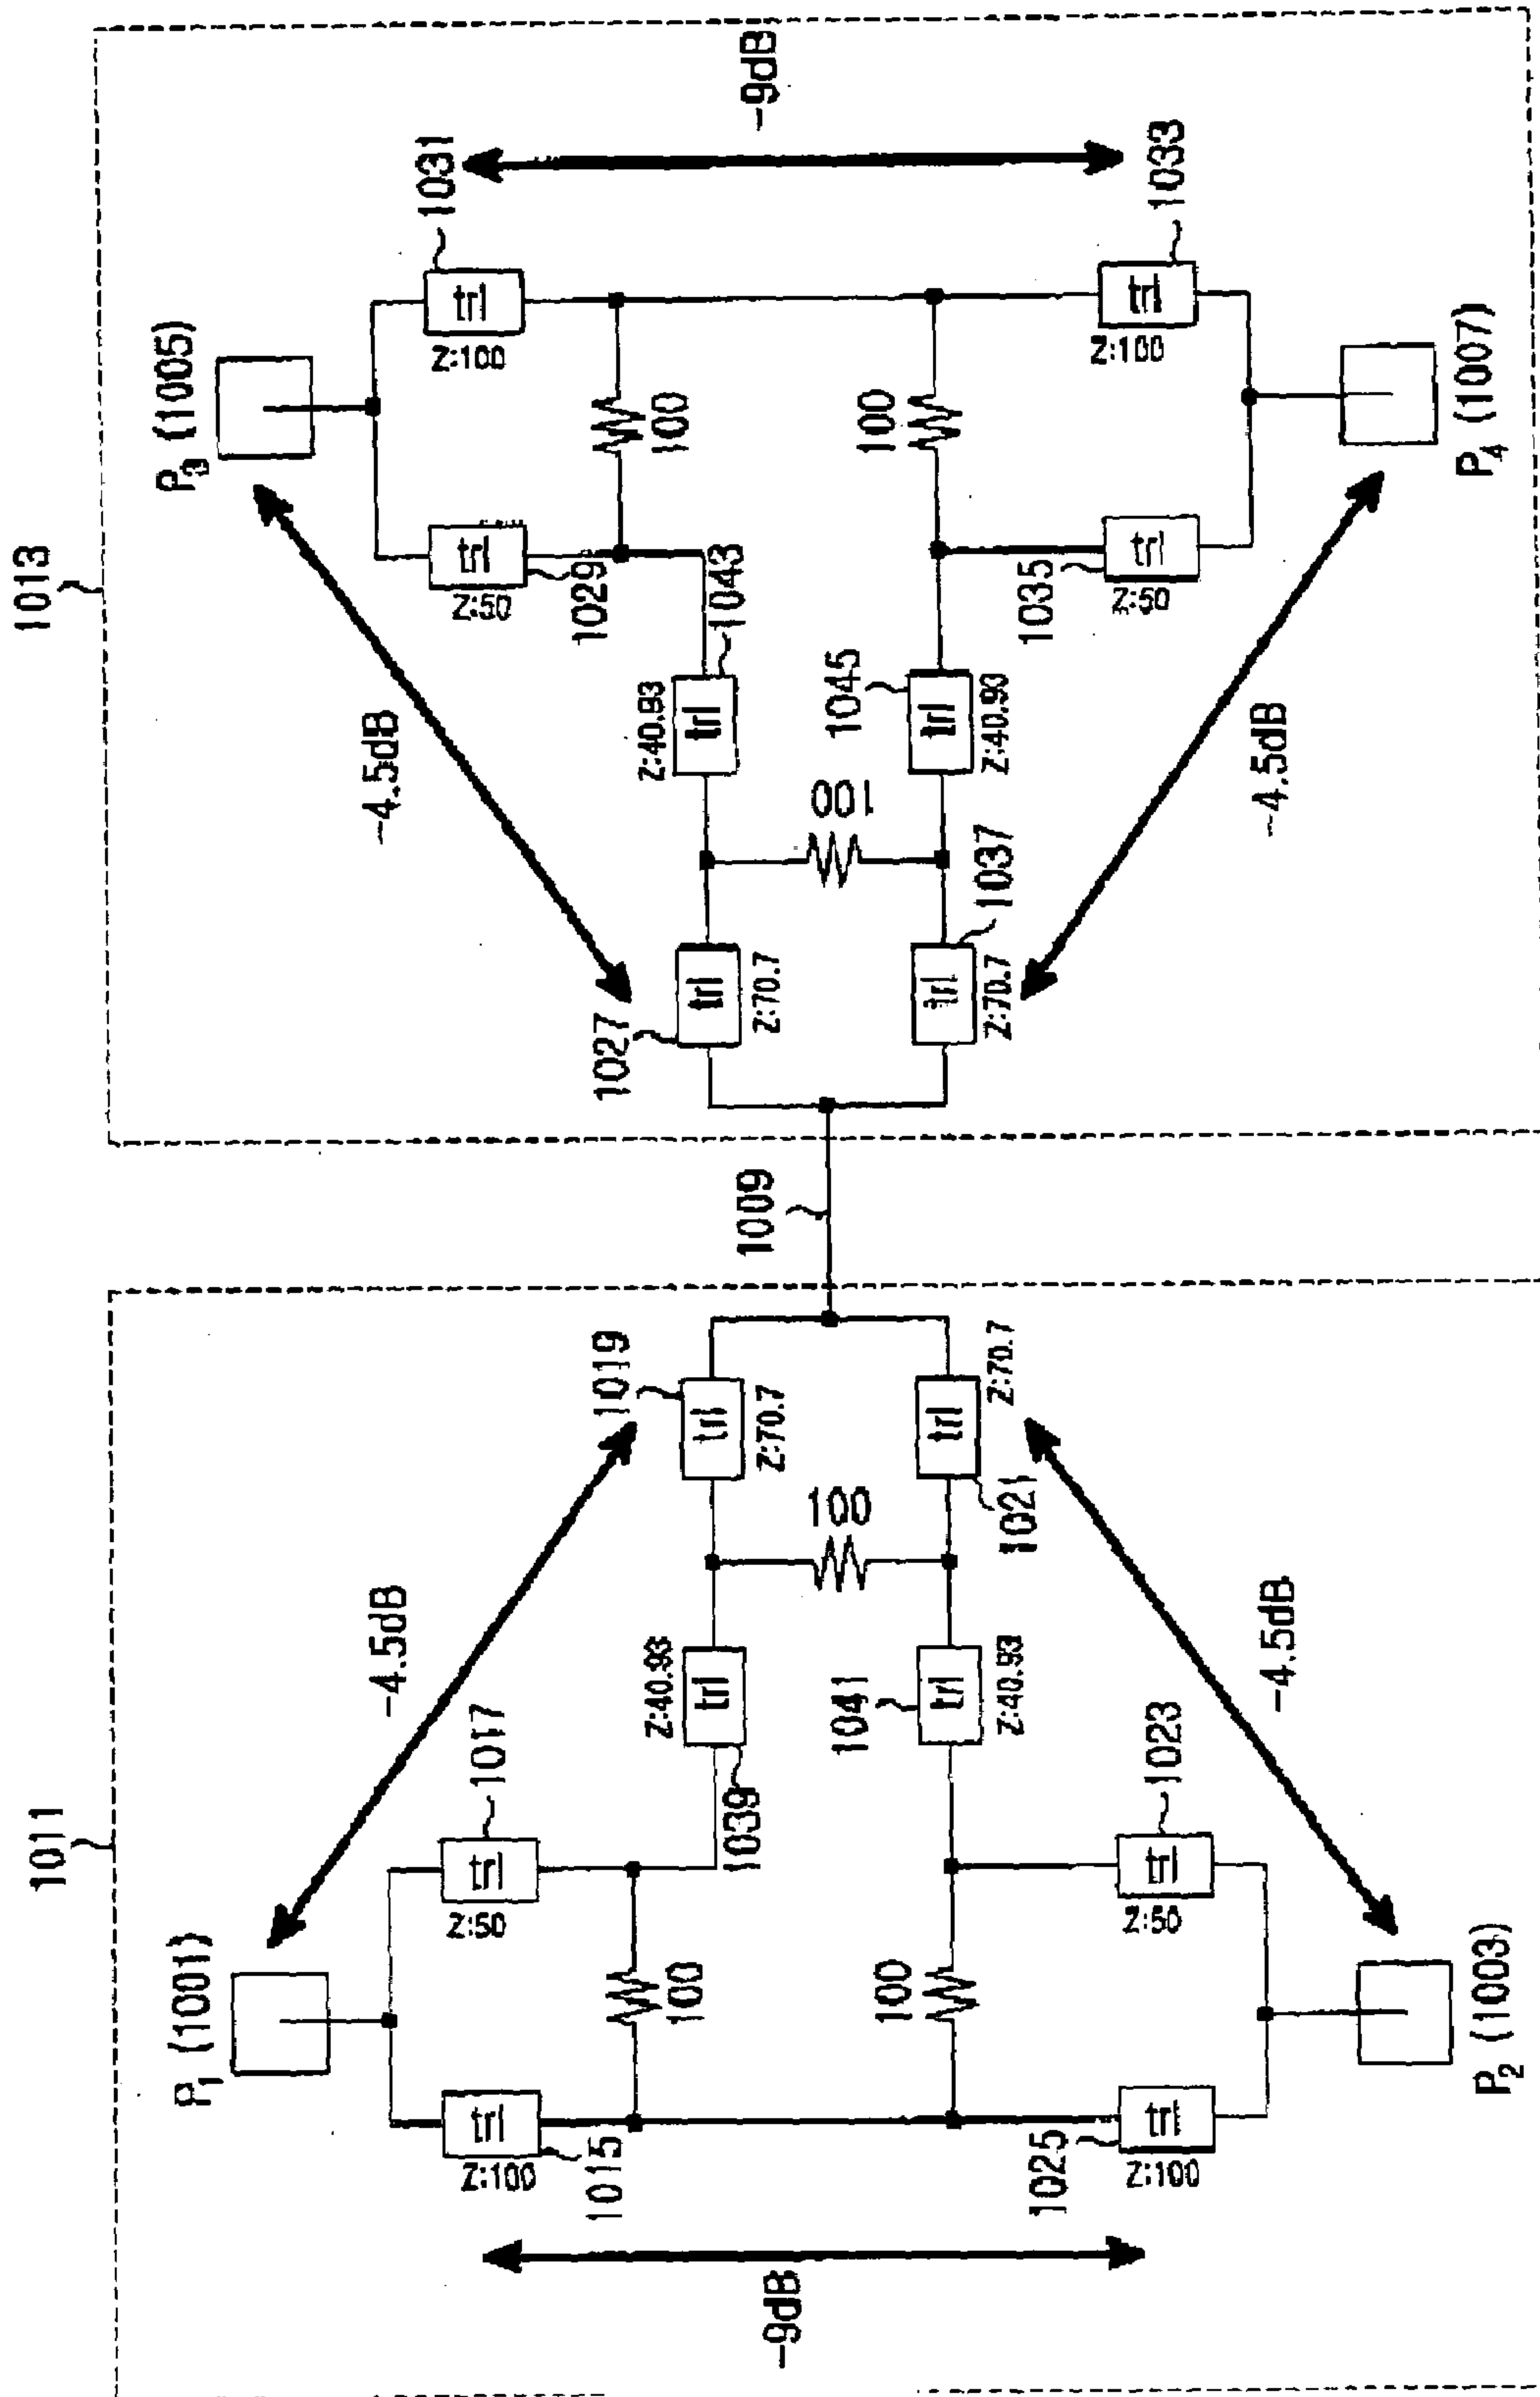 1011
P1 (1001)
-4.5dB
1017
trl
Z:100
1015
trl
Z:50
100
1039
Z:40.93
trl
1019
trl
Z:70.7
100
-9dB
100
1041
trl
Z:40.93
1021
trl
Z:70.7
1025
trl
Z:100
1023
trl
Z:50
P2 (1003)
-4.5dB
1009
1013
P3 (1005)
-4.5dB
1027
trl
Z:70.7
Z:40.93
trl
1043
trl
Z:50
1029
trl
Z:100
1031
100
100
-9dB
1037
trl
Z:70.7
1045
trl
Z:40.93
100
1035
trl
Z:50
trl
Z:100
1033
P4 (1007)
-4.5dB